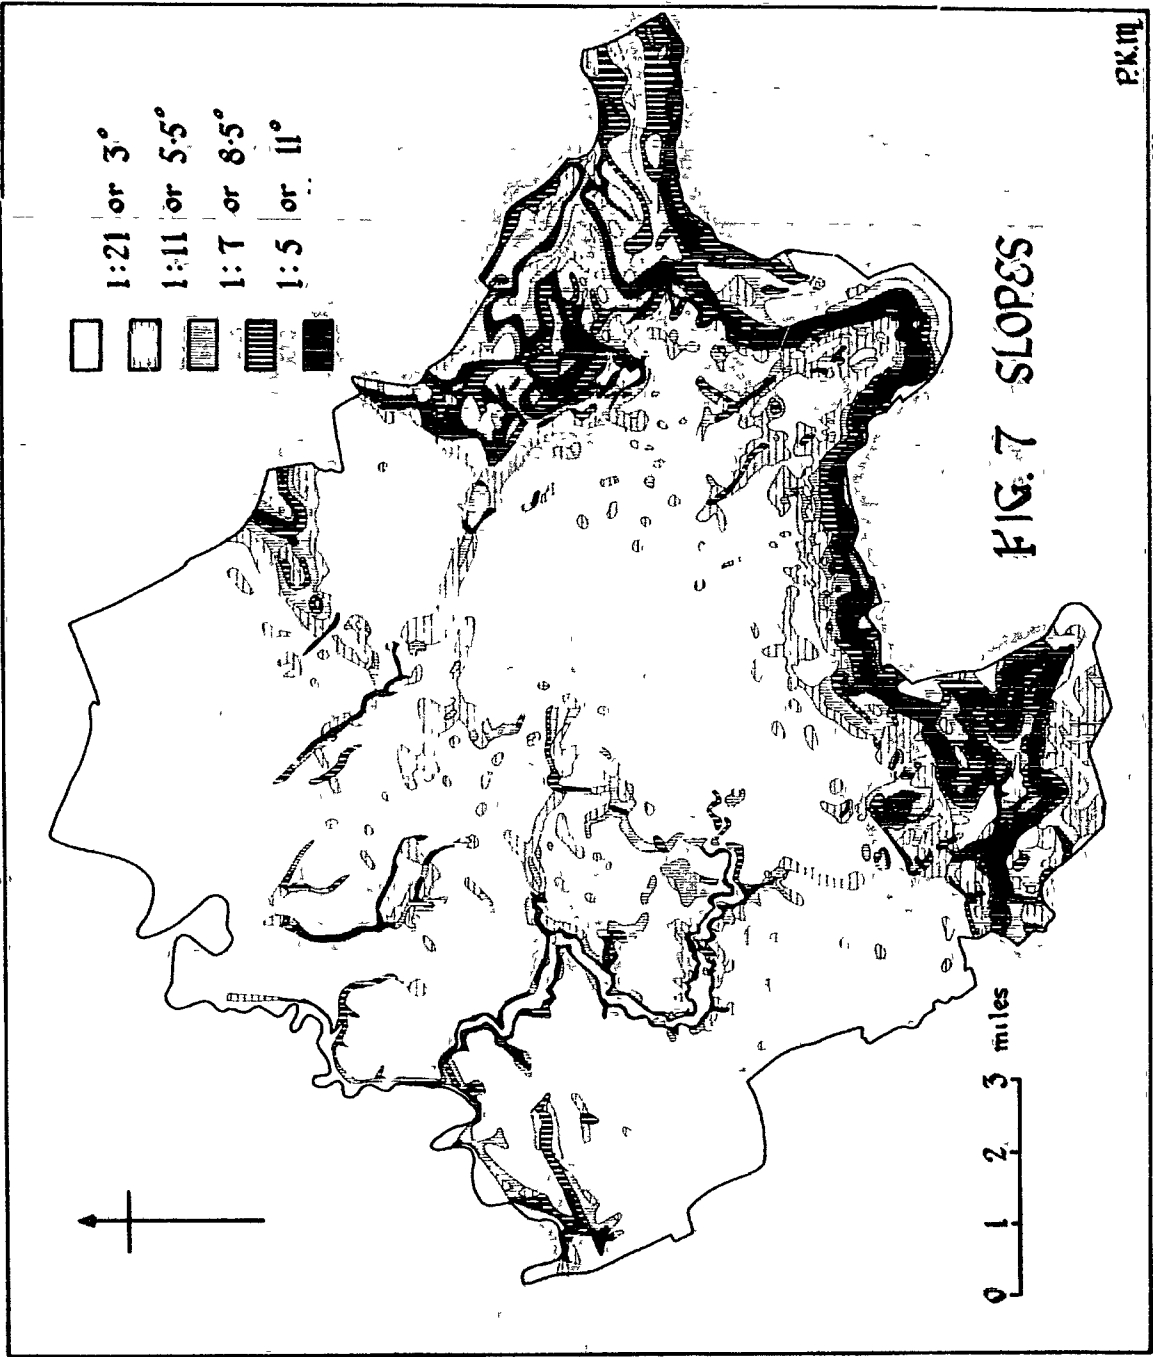 1:21 or 3°
1:11 or 5·5°
1:7 or 8·5°
1:5 or 11°
FIG. 7 SLOPES
0 1 2 3 miles
P.K.M